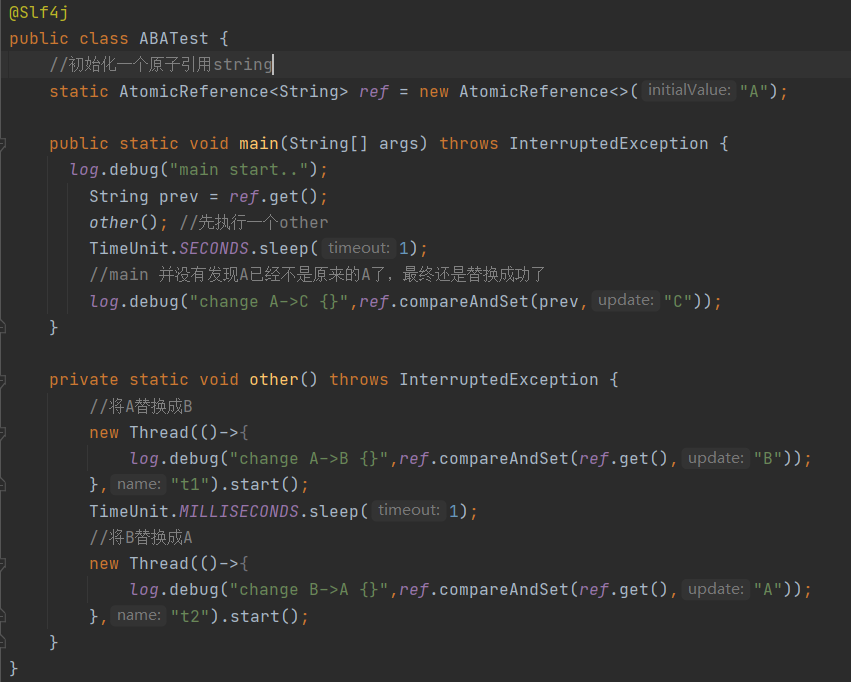 @Slf4j
public class ABATest {
    //初始化一个原子引用string
    static AtomicReference<String> ref = new AtomicReference<>( initialValue: "A");

    public static void main(String[] args) throws InterruptedException {
      log.debug("main start..");
        String prev = ref.get();
        other(); //先执行一个other
        TimeUnit.SECONDS.sleep( timeout: 1);
        //main 并没有发现A已经不是原来的A了，最终还是替换成功了
        log.debug("change A->C {}",ref.compareAndSet(prev, update: "C"));
    }

    private static void other() throws InterruptedException {
        //将A替换成B
        new Thread(()->{
            log.debug("change A->B {}",ref.compareAndSet(ref.get(), update: "B"));
        }, name: "t1").start();
        TimeUnit.MILLISECONDS.sleep( timeout: 1);
        //将B替换成A
        new Thread(()->{
            log.debug("change B->A {}",ref.compareAndSet(ref.get(), update: "A"));
        }, name: "t2").start();
    }
}